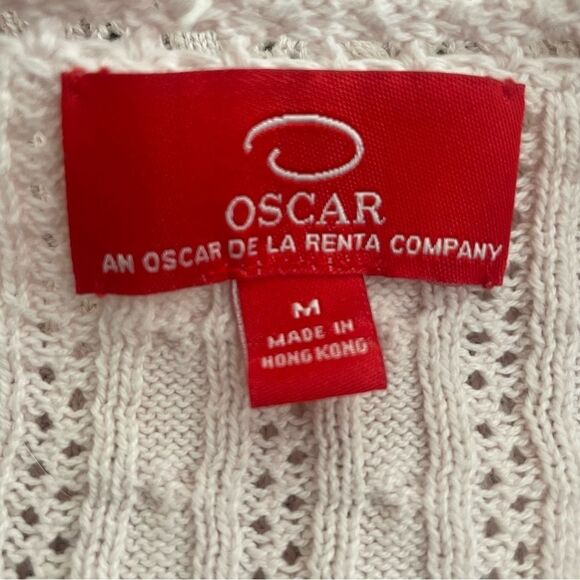 OSCAR
AN OSCAR DE LA RENTA COMPANY
M
MADE IN
HONG KONG